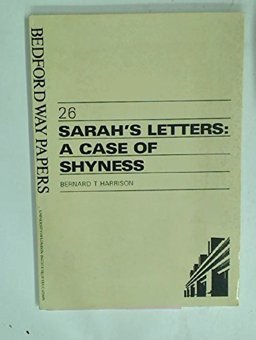 BEDFORD WAY PAPERS
26
SARAH'S LETTERS:
A CASE OF
SHYNESS
BERNARD T HARRISON